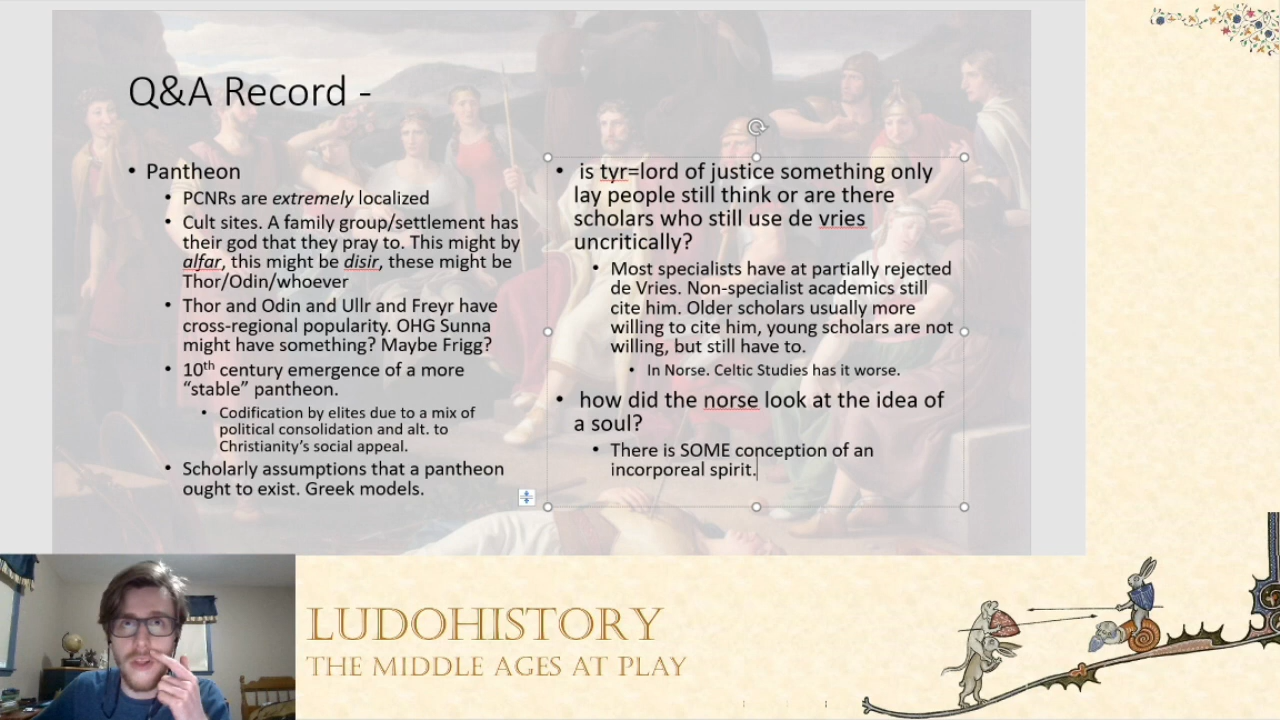 Q&A Record -
• Pantheon
• PCNRs are extremely localized
• Cult sites. A family group/settlement has
their god that they pray to. This might by
alfar, this might be disir, these might be
Thor/Odin/whoever
• Thor and Odin and Ullr and Freyr have
cross-regional popularity. OHG Sunna
might have something? Maybe Frigg?
• 10th century emergence of a more
“stable” pantheon.
• Codification by elites due to a mix of
political consolidation and alt. to
Christianity’s social appeal.
• Scholarly assumptions that a pantheon
ought to exist. Greek models.
• is tyr=lord of justice something only
lay people still think or are there
scholars who still use de vries
uncritically?
• Most specialists have at partially rejected
de Vries. Non-specialist academics still
cite him. Older scholars usually more
willing to cite him, young scholars are not
willing, but still have to.
• In Norse. Celtic Studies has it worse.
• how did the norse look at the idea of
a soul?
• There is SOME conception of an
incorporeal spirit.
LUDOHISTORY
THE MIDDLE AGES AT PLAY